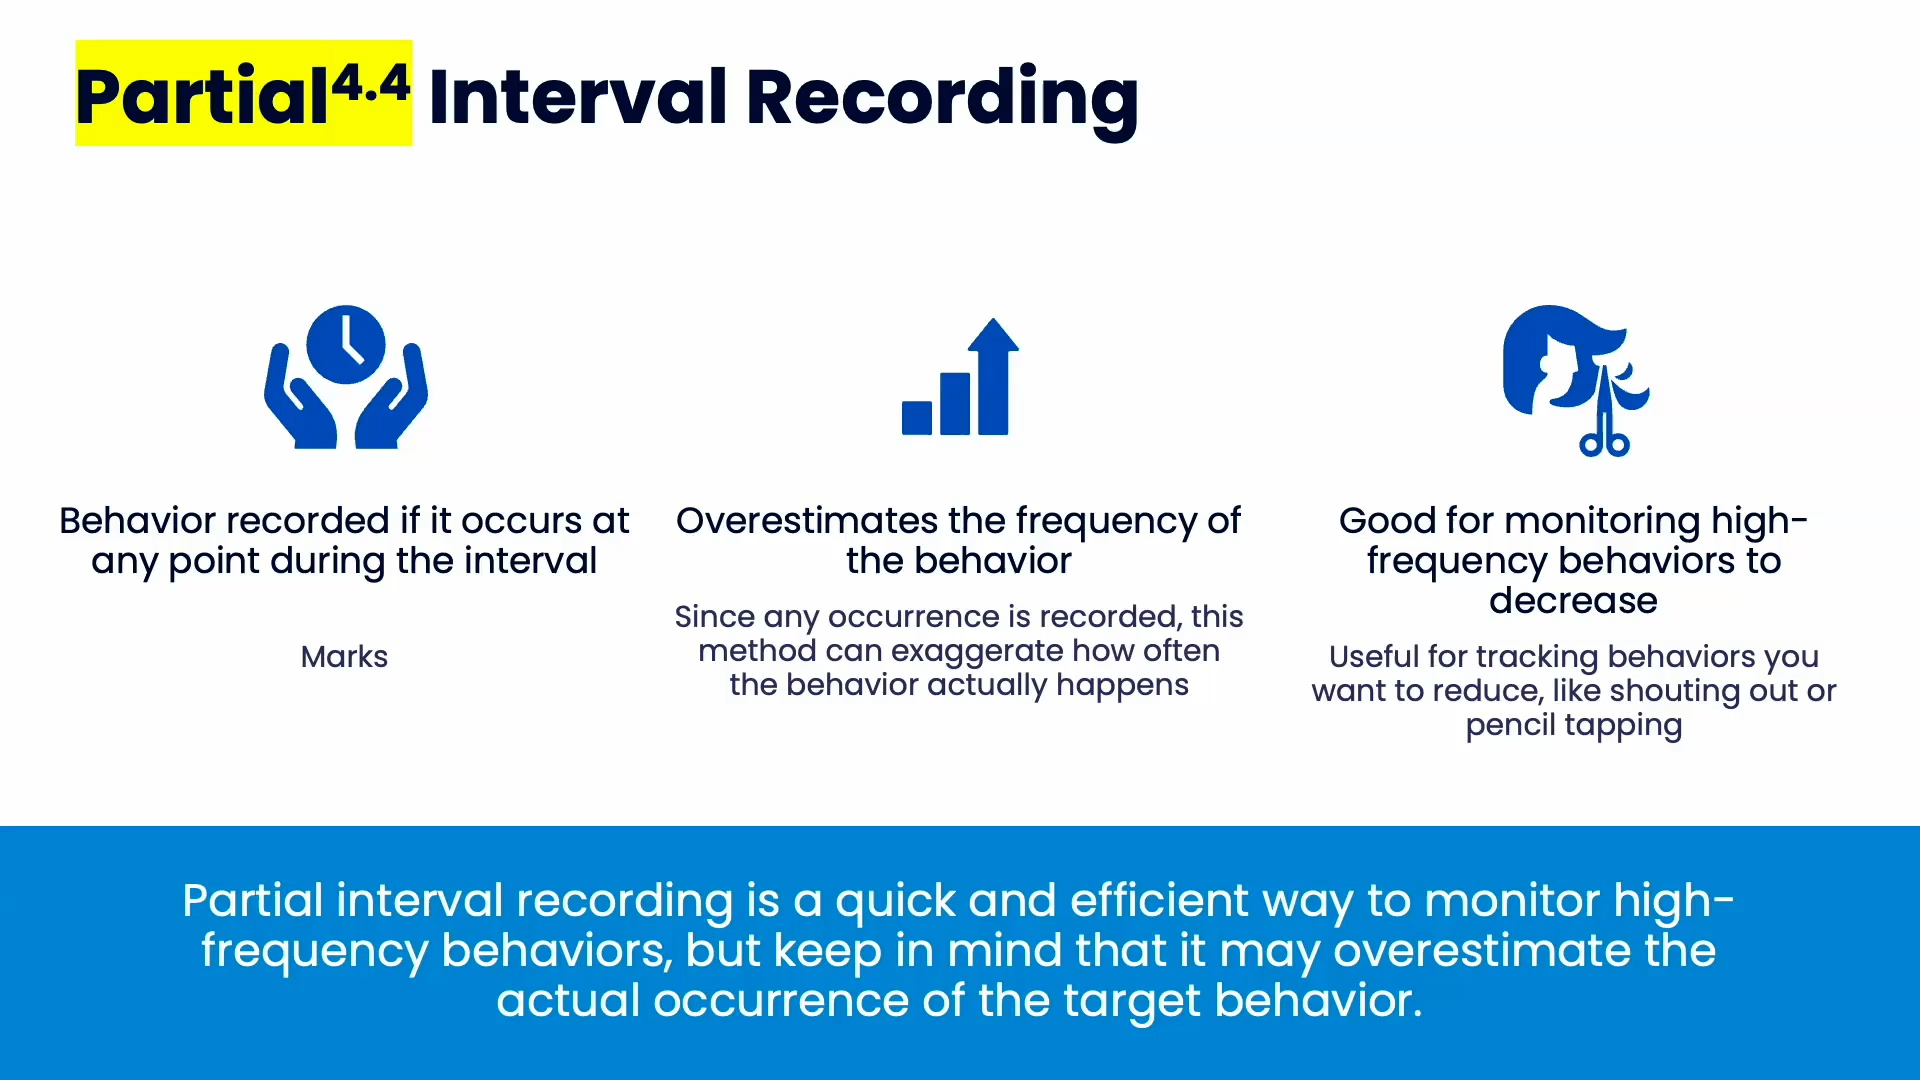 Partial4.4 Interval Recording
Behavior recorded if it occurs at
any point during the interval
Marks
Overestimates the frequency of
the behavior
Since any occurrence is recorded, this
method can exaggerate how often
the behavior actually happens
Good for monitoring high-
frequency behaviors to
decrease
Useful for tracking behaviors you
want to reduce, like shouting out or
pencil tapping
Partial interval recording is a quick and efficient way to monitor high-
frequency behaviors, but keep in mind that it may overestimate the
actual occurrence of the target behavior.